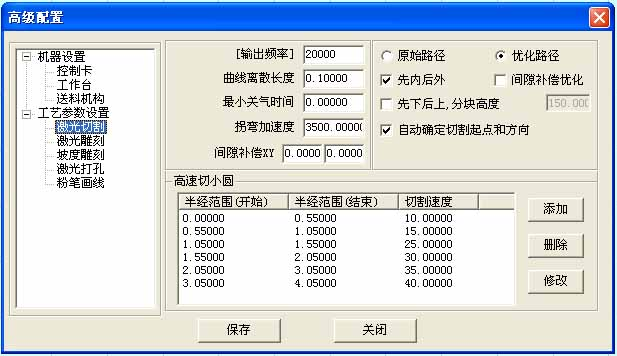 高级配置
机器设置
控制卡
工作台
送料机构
工艺参数设置
激光切割
激光雕刻
坡度雕刻
激光打孔
粉笔画线
[输出频率] 20000
曲线离散长度 0.10000
最小关气时间 0.00000
拐弯加速度 3500.00000
间隙补偿XY 0.0000 0.0000
原始路径 优化路径
先内后外 间隙补偿优化
先下后上,分块高度 150.000
自动确定切割起点和方向
高速切小圆
半经范围(开始) 半经范围(结束) 切割速度
0.00000 0.55000 10.00000
0.55000 1.05000 15.00000
1.05000 1.55000 25.00000
1.55000 2.05000 30.00000
2.05000 3.05000 35.00000
3.05000 4.05000 40.00000
添加
删除
修改
保存 关闭